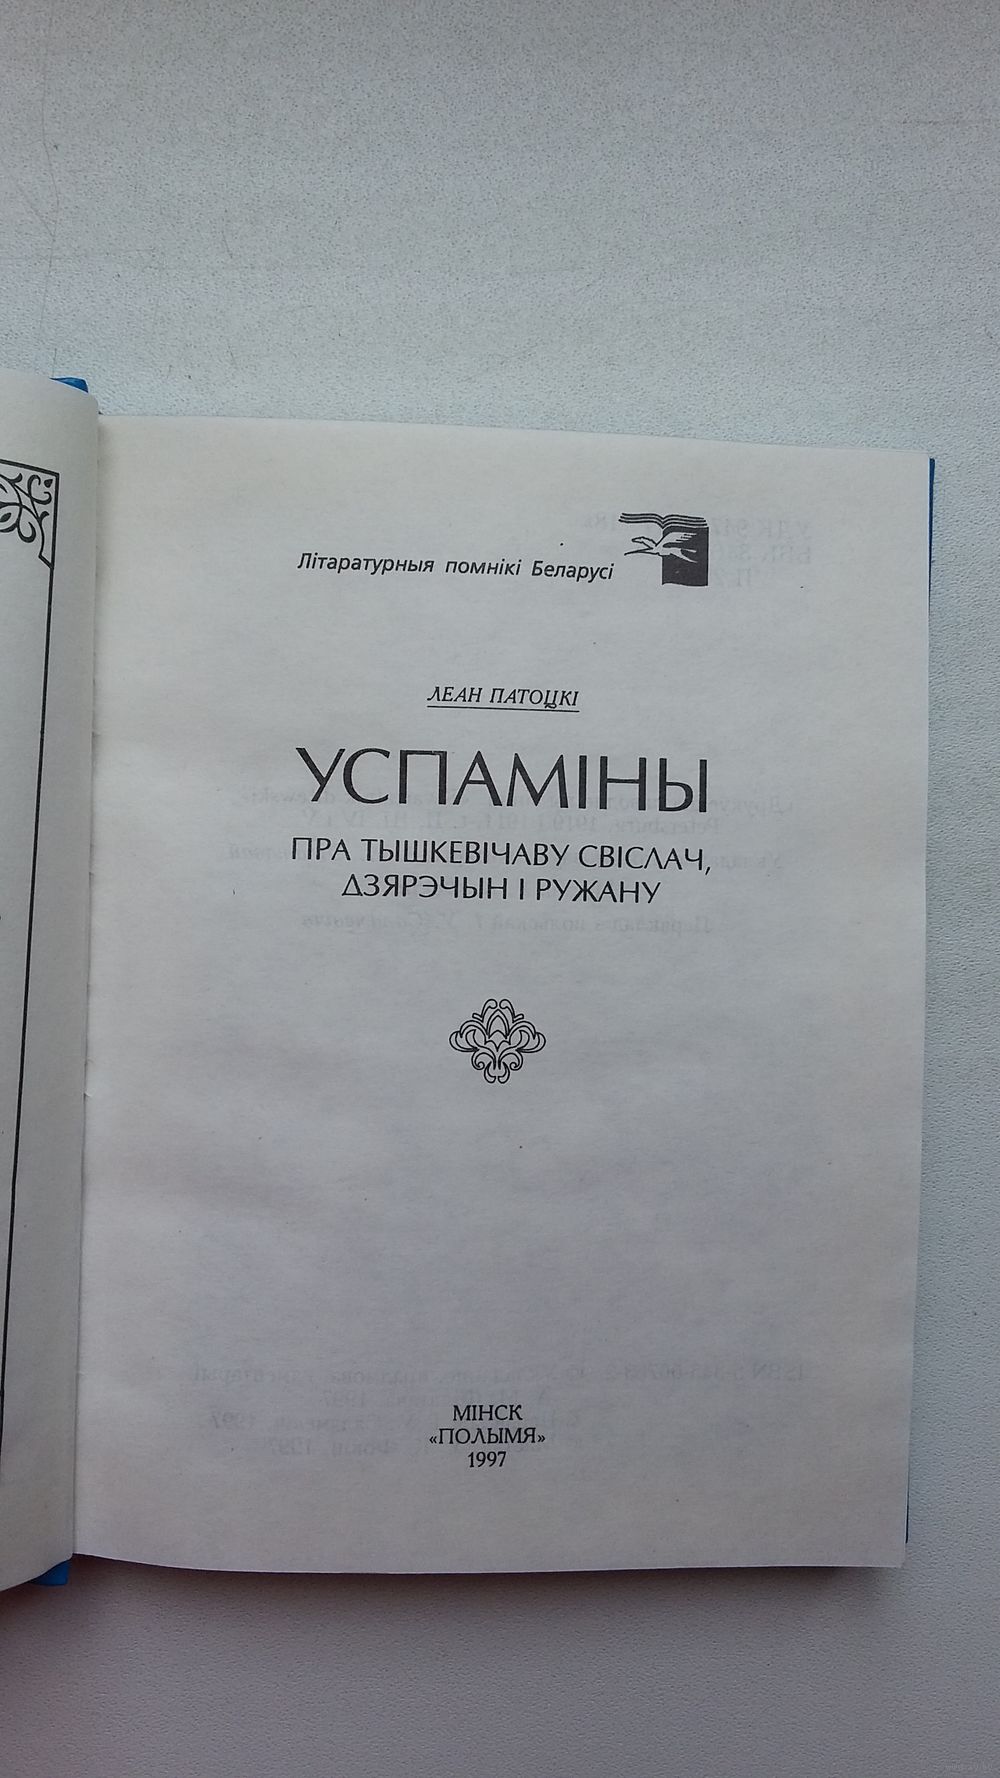 Літаратурныя помнікі Беларусі
ЛЕАН ПАТОЦКІ
УСПАМІНЫ
ПРА ТЫШКЕВІЧАВУ СВІСЛАЧ,
ДЗЯРЭЧЫН І РУЖАНУ
МІНСК
«ПОЛЫМЯ»
1997